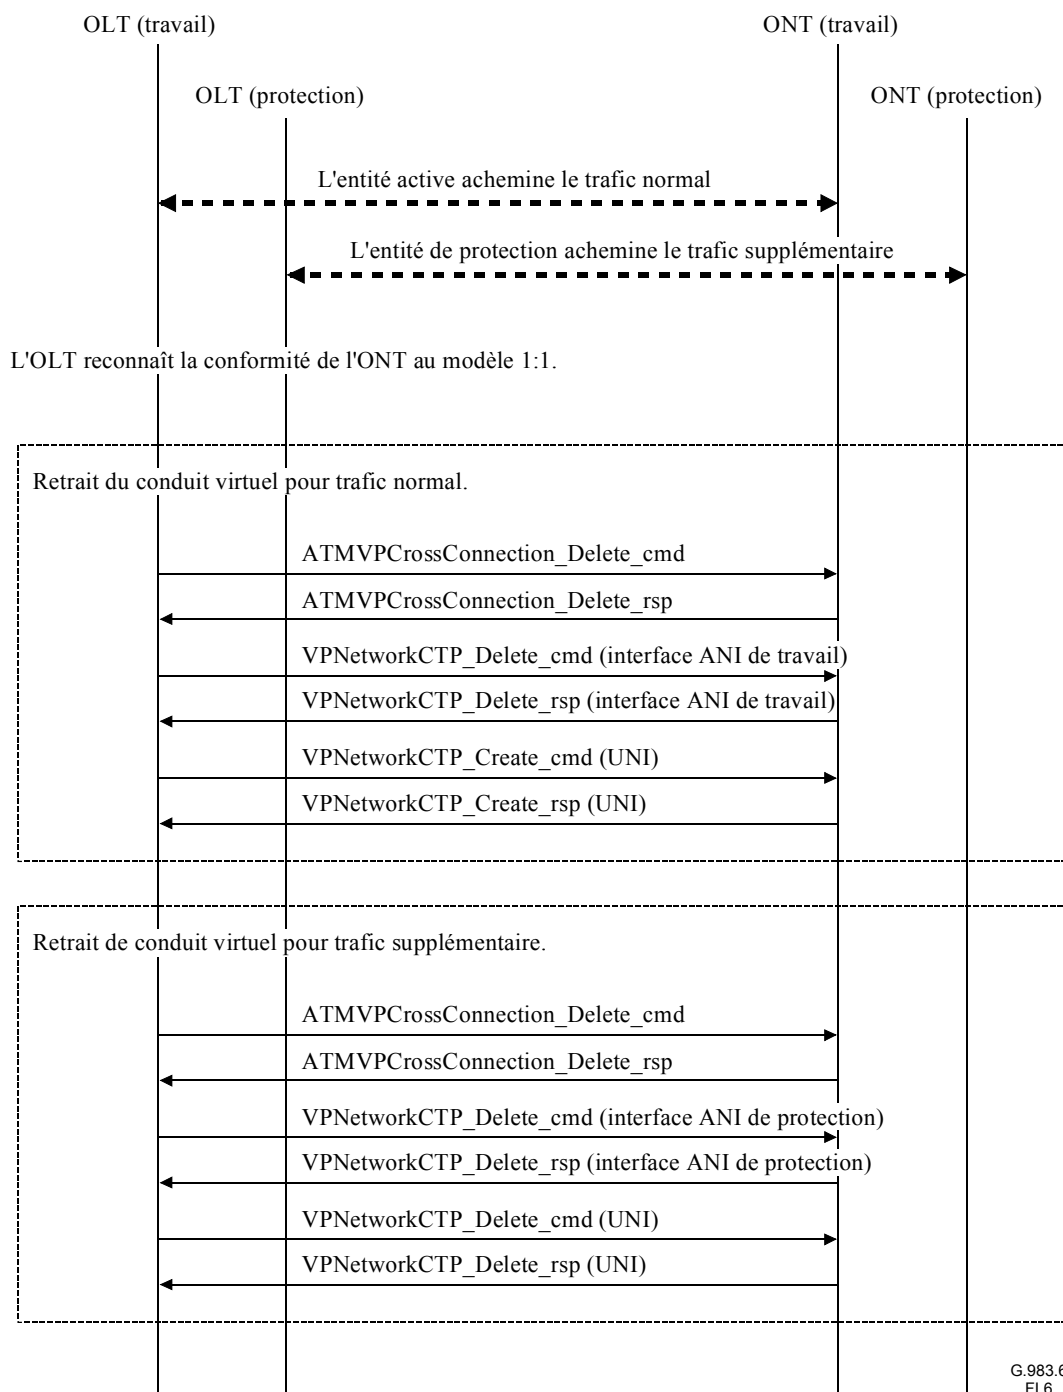 OLT (travail)
ONT (travail)
OLT (protection)
ONT (protection)
L'entité active achemine le trafic normal
L'entité de protection achemine le trafic supplémentaire
L'OLT reconnaît la conformité de l'ONT au modèle 1:1.
Retrait du conduit virtuel pour trafic normal.
ATMVPCrossConnection_Delete_cmd
ATMVPCrossConnection_Delete_rsp
VPNetworkCTP_Delete_cmd (interface ANI de travail)
VPNetworkCTP_Delete_rsp (interface ANI de travail)
VPNetworkCTP_Create_cmd (UNI)
VPNetworkCTP_Create_rsp (UNI)
Retrait de conduit virtuel pour trafic supplémentaire.
ATMVPCrossConnection_Delete_cmd
ATMVPCrossConnection_Delete_rsp
VPNetworkCTP_Delete_cmd (interface ANI de protection)
VPNetworkCTP_Delete_rsp (interface ANI de protection)
VPNetworkCTP_Delete_cmd (UNI)
VPNetworkCTP_Delete_rsp (UNI)
G.983.6